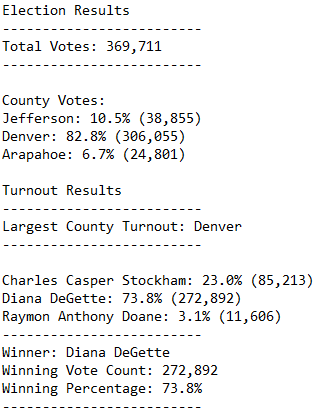 Election Results
-------------------------
Total Votes: 369,711
-------------------------
County Votes:
Jefferson: 10.5% (38,855)
Denver: 82.8% (306,055)
Arapahoe: 6.7% (24,801)
Turnout Results
-------------------------
Largest County Turnout: Denver
-------------------------
Charles Casper Stockham: 23.0% (85,213)
Diana DeGette: 73.8% (272,892)
Raymon Anthony Doane: 3.1% (11,606)
-------------------------
Winner: Diana DeGette
Winning Vote Count: 272,892
Winning Percentage: 73.8%
-------------------------